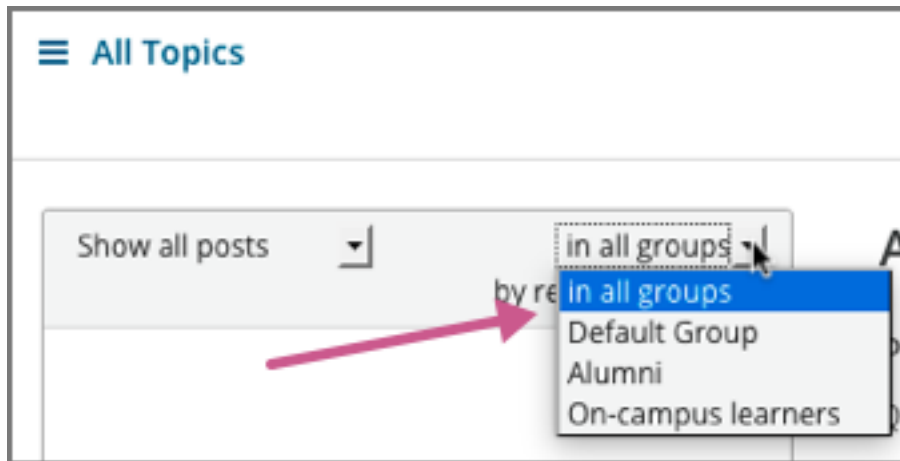 All Topics
Show all posts
in all groups
by re
in all groups
Default Group
Alumni
On-campus learners